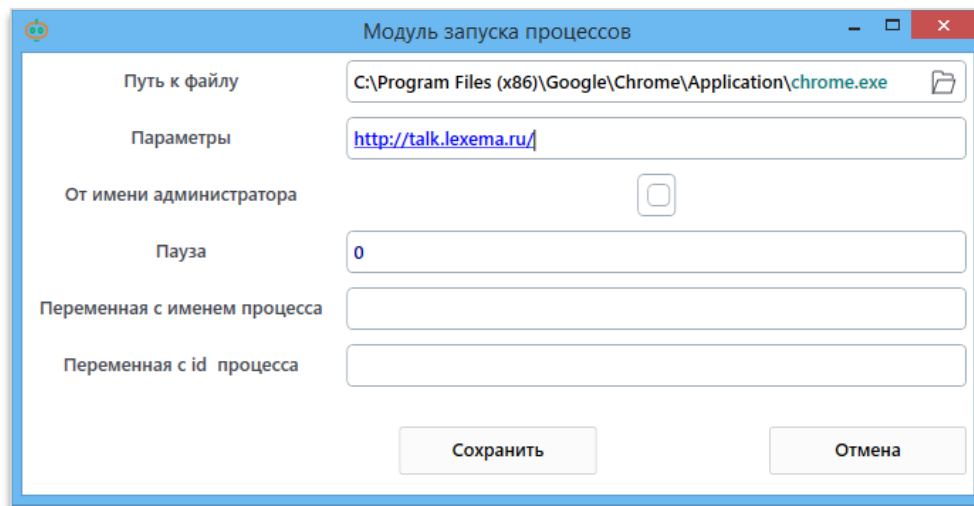 Модуль запуска процессов
Путь к файлу C:\Program Files (x86)\Google\Chrome\Application\chrome.exe
Параметры http://talk.lexema.ru/
От имени администратора
Пауза 0
Переменная с именем процесса
Переменная с id процесса
Сохранить Отмена